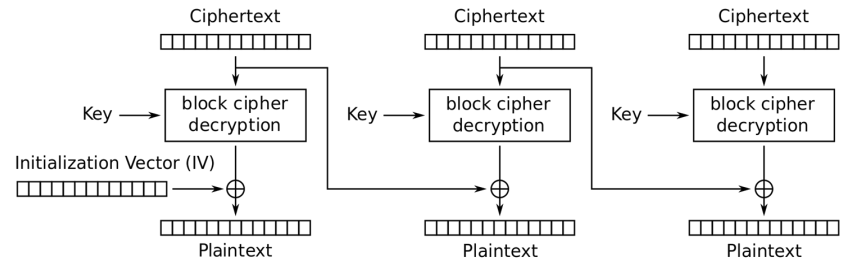 Ciphertext
Ciphertext
Ciphertext
Key
block cipher
decryption
Key
block cipher
decryption
Key
block cipher
decryption
Initialization Vector (IV)
Plaintext
Plaintext
Plaintext